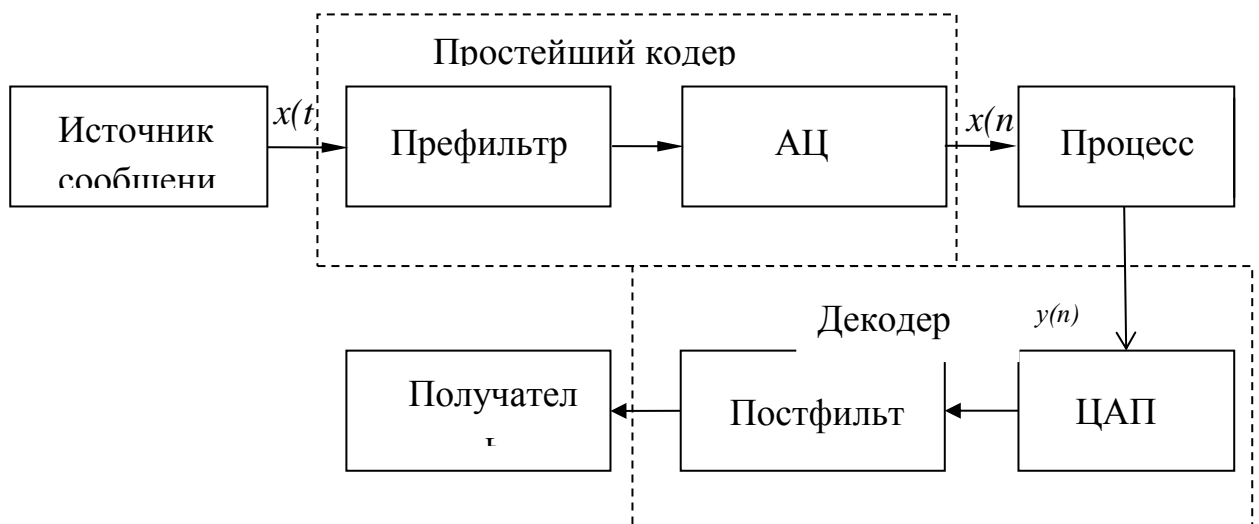 Простейший кодер
Источник
сообщени
x(t
Префильтр
АЦ
x(n
Процесс
Декодер
y(n)
Получател
Постфильт
ЦАП